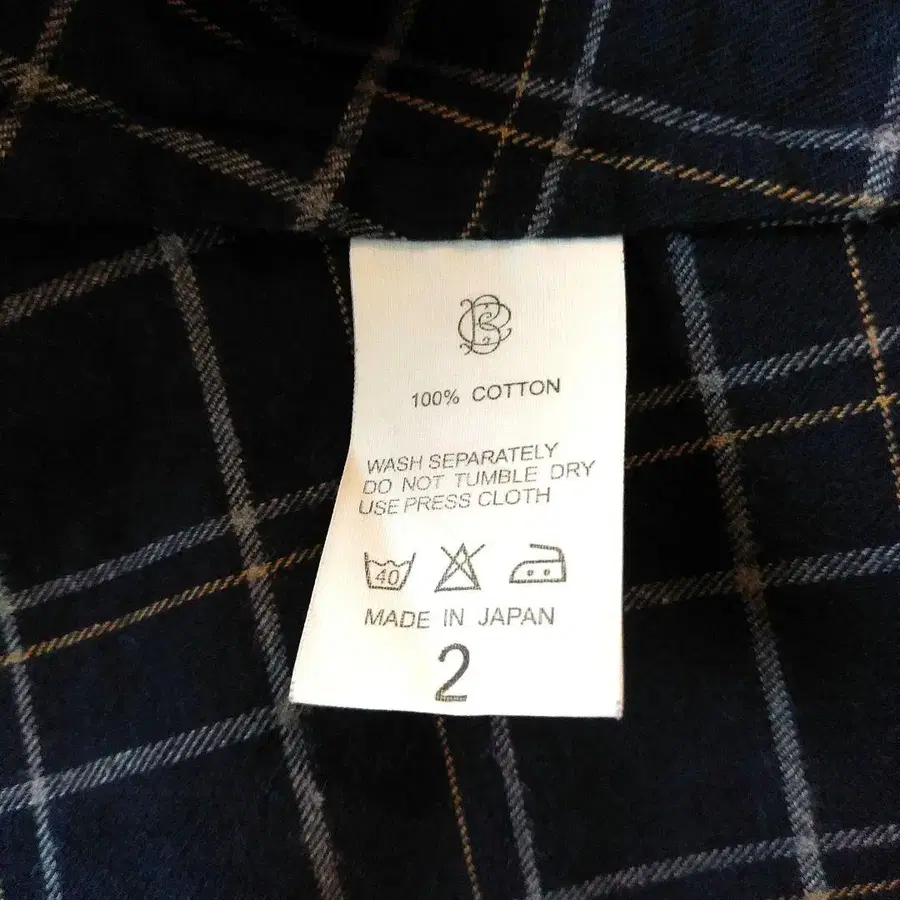 100% COTTON
WASH SEPARATELY
DO NOT TUMBLE DRY
USE PRESS CLOTH
40
MADE IN JAPAN
2